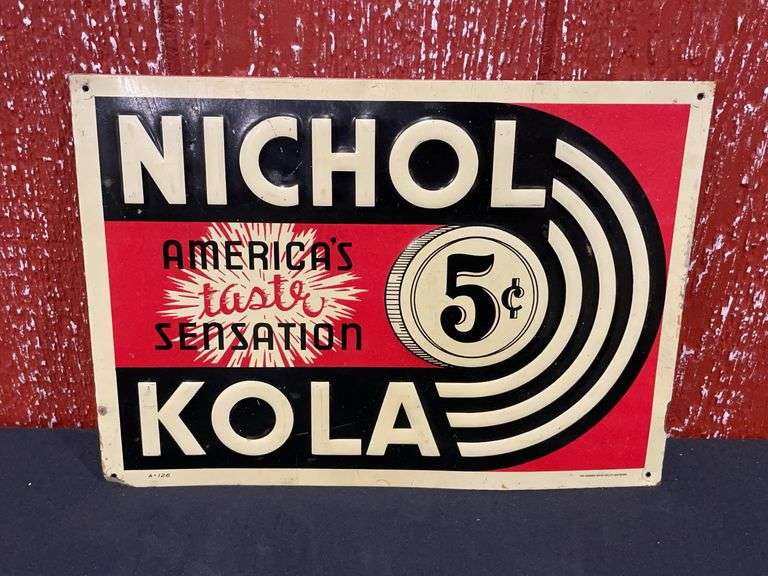 NICHOL
AMERICA'S
taste
SENSATION
5¢
KOLA
A-126